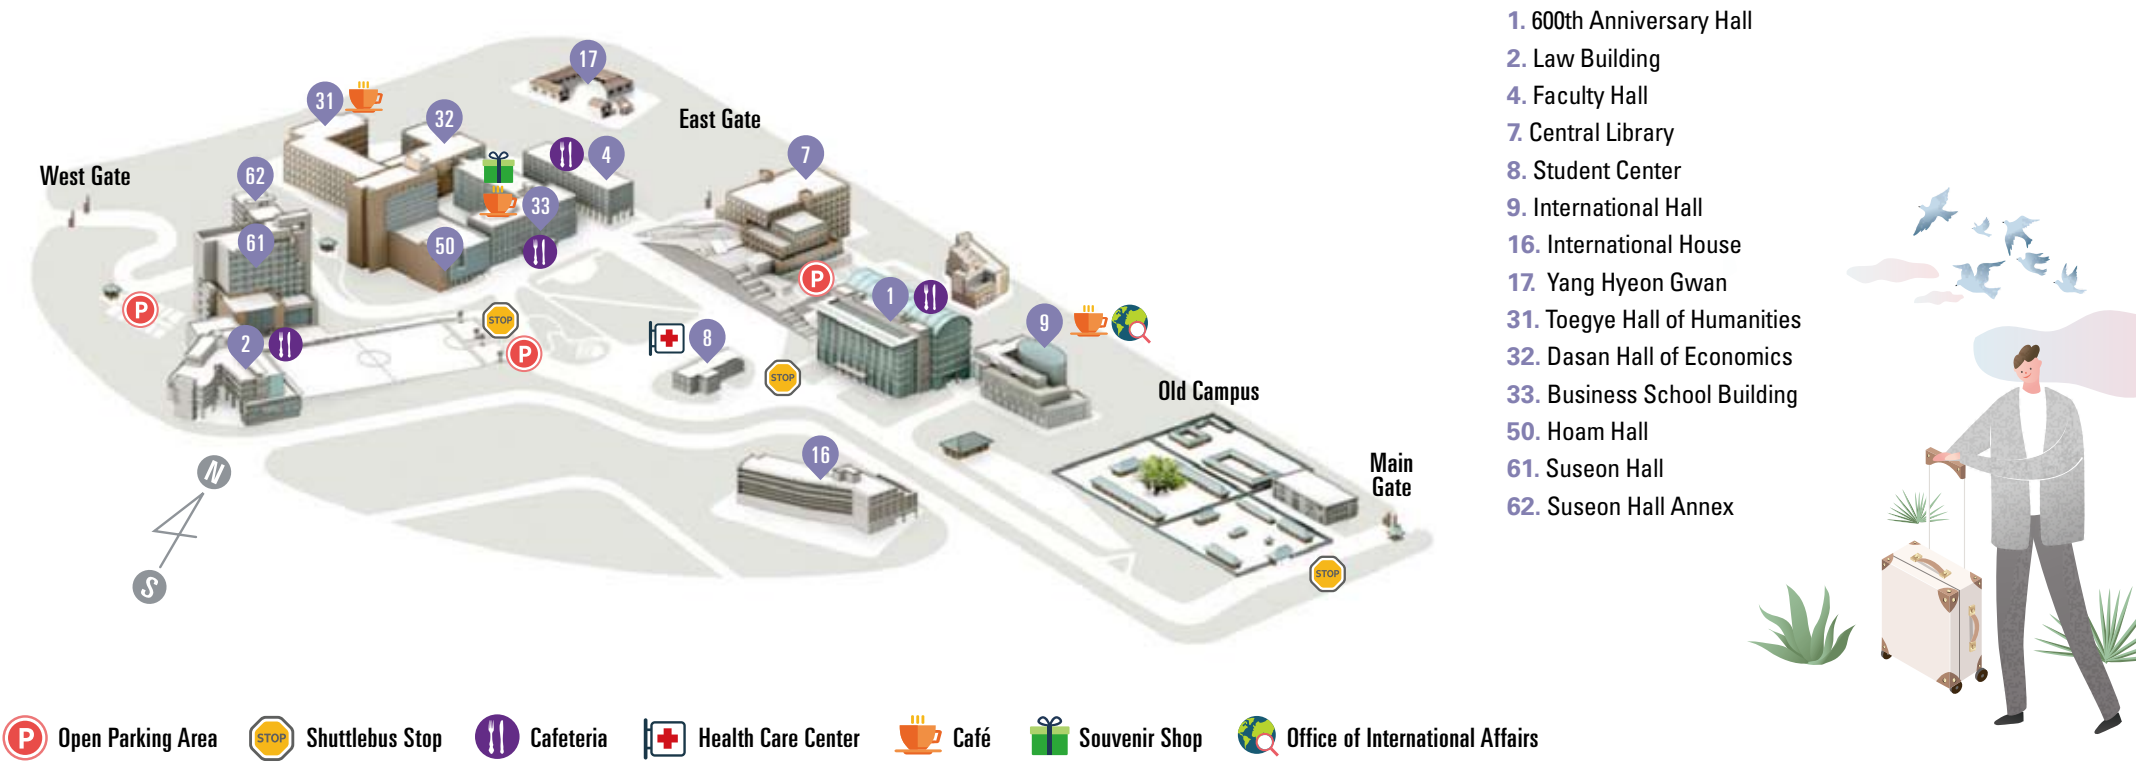 17
31
32
East Gate
4
7
West Gate
62
33
61
50
P
P
1
STOP
9
2
8
P
STOP
Old Campus
16
Main
Gate
N
S
STOP
1. 600th Anniversary Hall
2. Law Building
4. Faculty Hall
7. Central Library
8. Student Center
9. International Hall
16. International House
17. Yang Hyeon Gwan
31. Toegye Hall of Humanities
32. Dasan Hall of Economics
33. Business School Building
50. Hoam Hall
61. Suseon Hall
62. Suseon Hall Annex
P Open Parking Area
STOP Shuttlebus Stop
Cafeteria
Health Care Center
Café
Souvenir Shop
Office of International Affairs